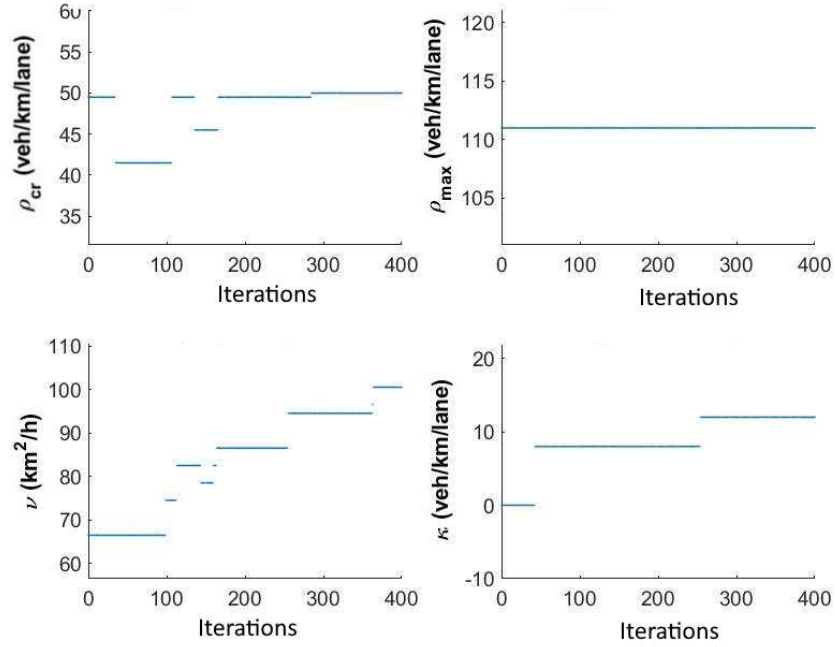 60
55
50
45
40
35
ρcr (veh/km/lane)
0 100 200 300 400
Iterations
120
115
110
105
ρmax (veh/km/lane)
0 100 200 300 400
Iterations
110
100
90
80
70
60
ν (km²/h)
0 100 200 300 400
Iterations
20
10
0
-10
κ (veh/km/lane)
0 100 200 300 400
Iterations